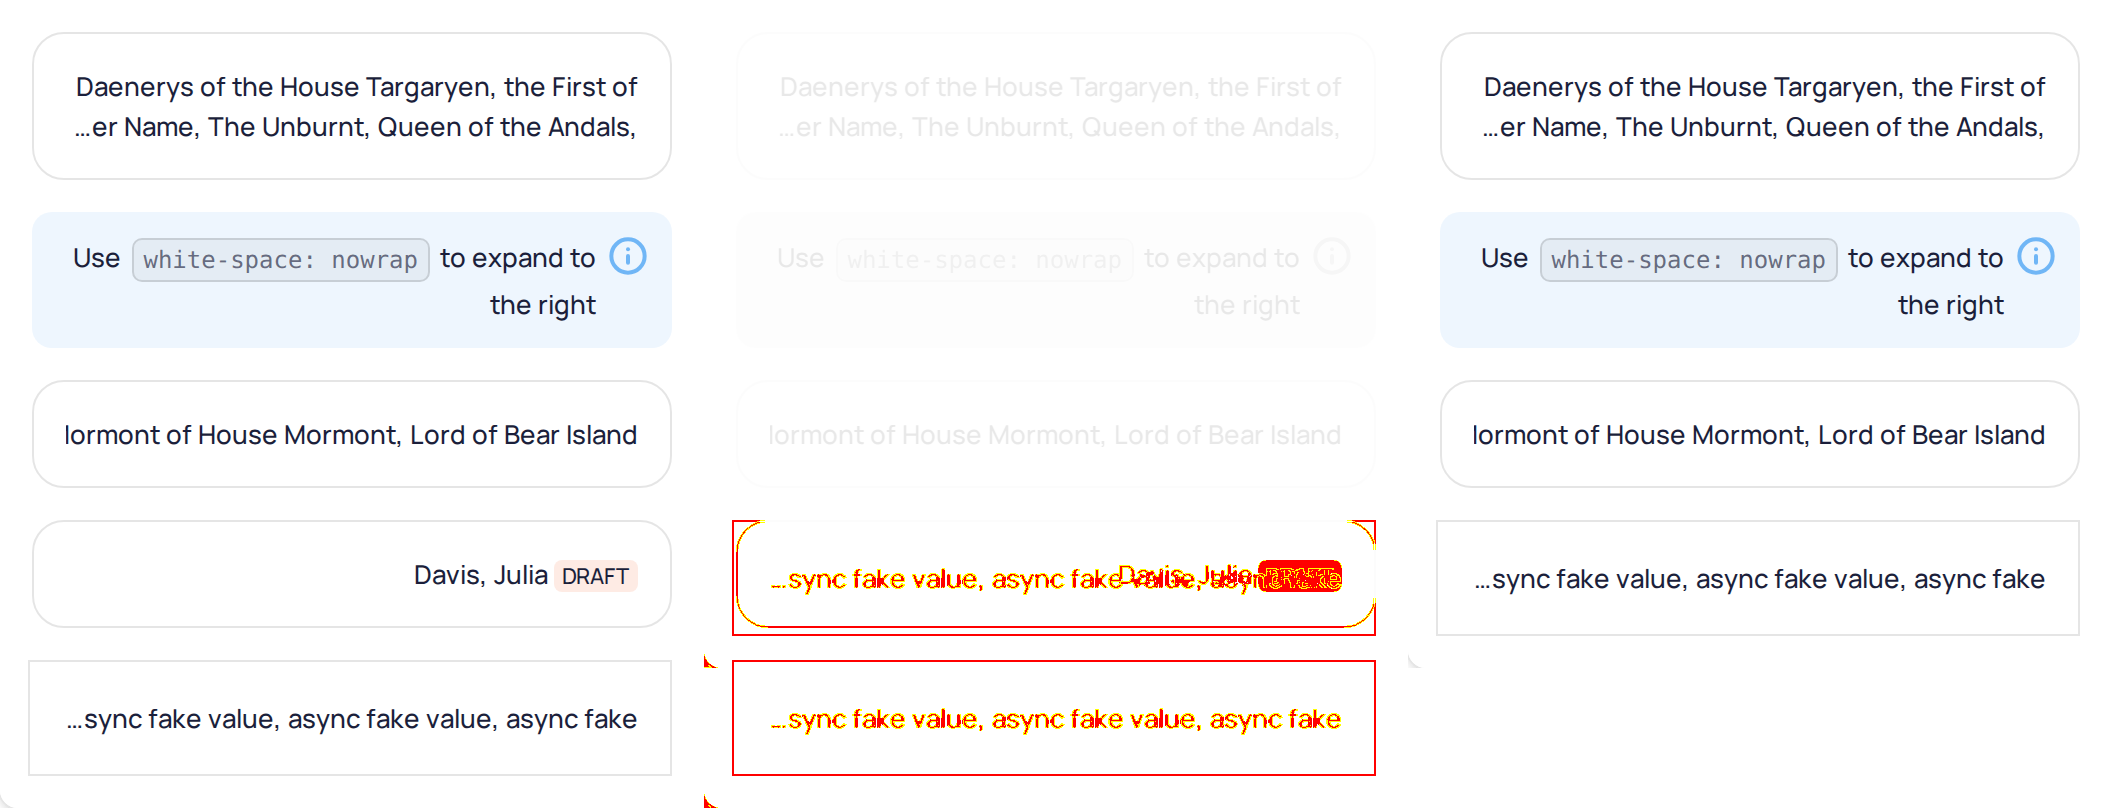 Daenerys of the House Targaryen, the First of
...er Name, The Unburnt, Queen of the Andals,
Use white-space: nowrap to expand to
the right
lormont of House Mormont, Lord of Bear Island
Davis, Julia DRAFT
...sync fake value, async fake value, async fake
Daenerys of the House Targaryen, the First of
...er Name, The Unburnt, Queen of the Andals,
Use white-space: nowrap to expand to
the right
lormont of House Mormont, Lord of Bear Island
...sync fake value, async fake value, async fake
Davis, Julia DRAFT
...sync fake value, async fake value, async fake
Daenerys of the House Targaryen, the First of
...er Name, The Unburnt, Queen of the Andals,
Use white-space: nowrap to expand to
the right
lormont of House Mormont, Lord of Bear Island
...sync fake value, async fake value, async fake